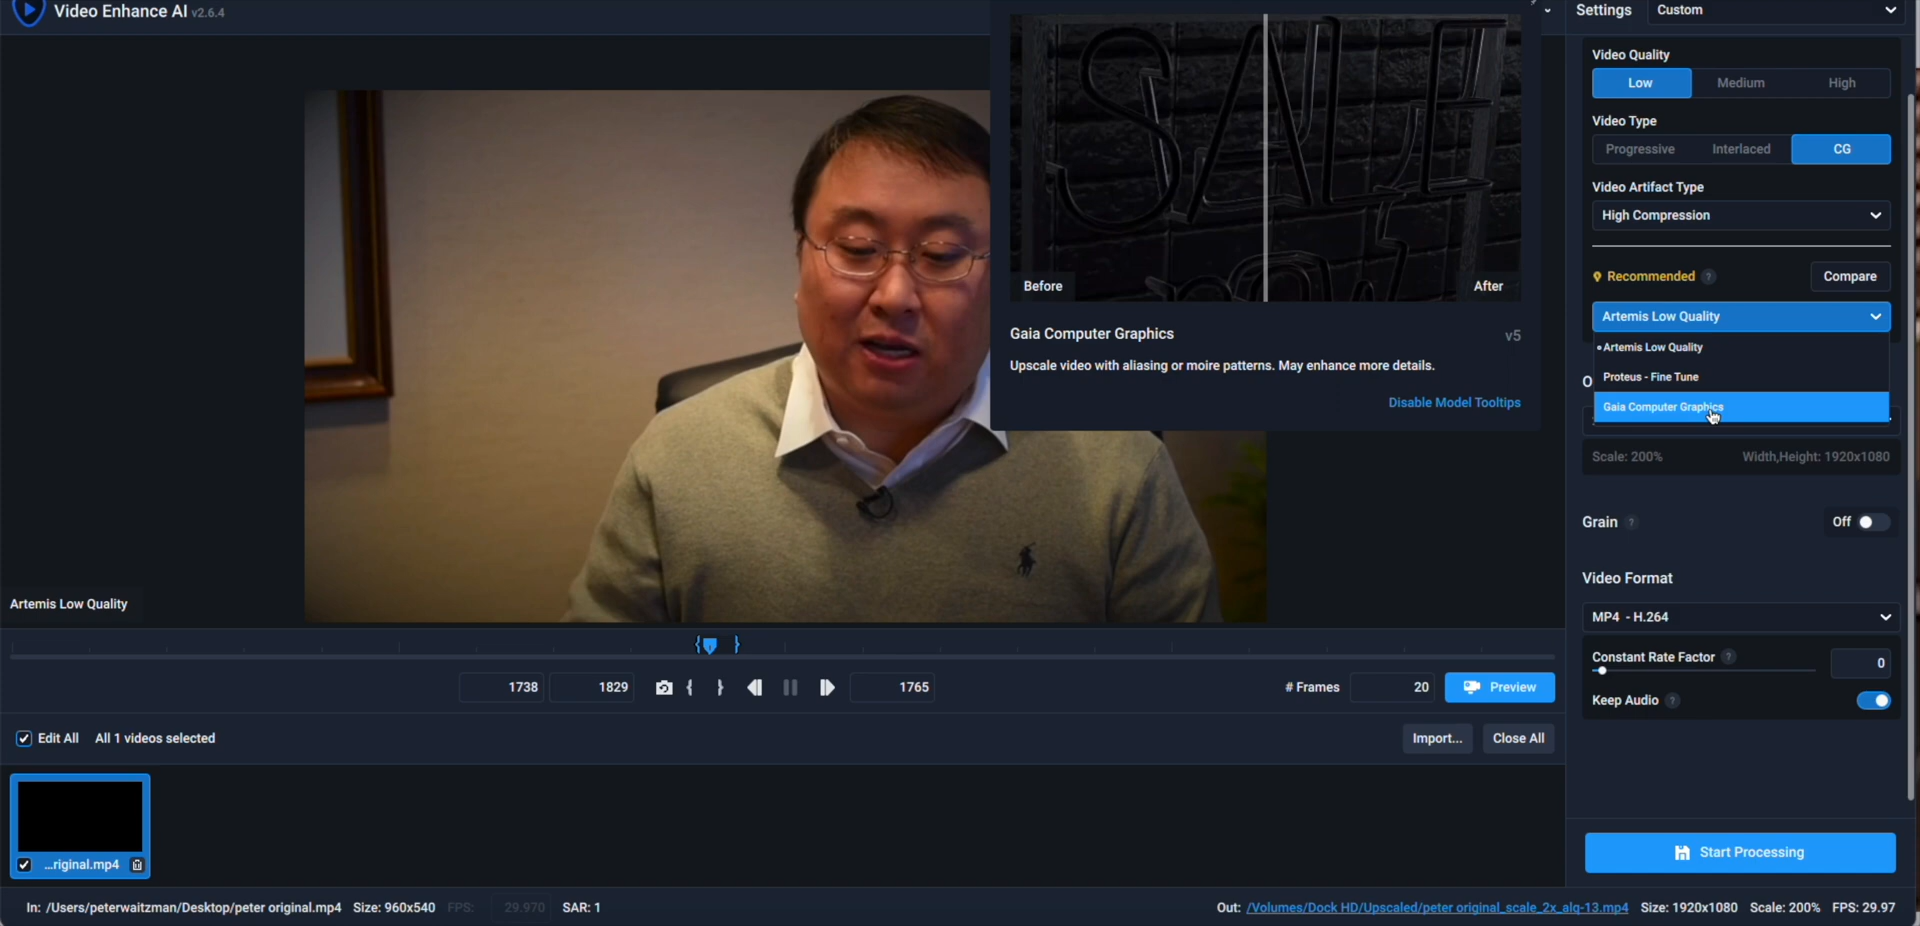 Video Enhance AI v2.6.4
Settings Custom
Video Quality
Low Medium High
Video Type
Progressive Interlaced CG
Video Artifact Type
High Compression
Recommended ? Compare
Artemis Low Quality
Artemis Low Quality
Proteus - Fine Tune
Gaia Computer Graphics
Scale: 200% Width,Height: 1920x1080
Grain ? Off
Video Format
MP4 - H.264
Constant Rate Factor ? 0
Keep Audio ?
Start Processing
SALE
now
Before After
Gaia Computer Graphics v5
Upscale video with aliasing or moire patterns. May enhance more details.
Disable Model Tooltips
Artemis Low Quality
1738 1829 { } 1765 # Frames 20 Preview
Edit All All 1 videos selected Import... Close All
...riginal.mp4
In: /Users/peterwaitzman/Desktop/peter original.mp4 Size: 960x540 FPS: 29.970 SAR: 1
Out: /Volumes/Dock HD/Upscaled/peter original_scale_2x_alq-13.mp4 Size: 1920x1080 Scale: 200% FPS: 29.97